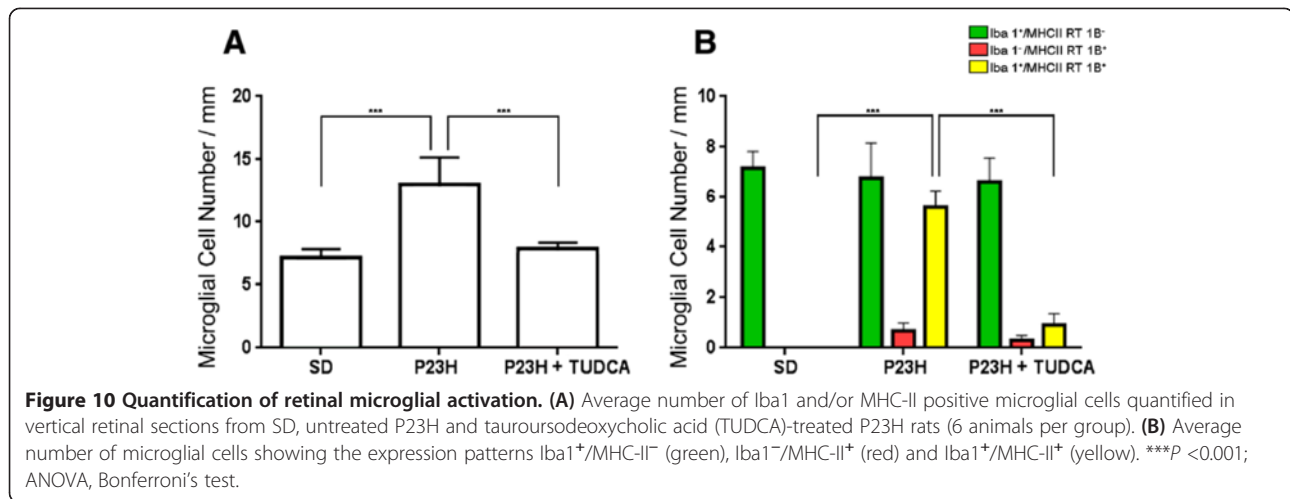 A
B
Iba 1⁺/MHCII RT 1B⁻
Iba 1⁻/MHCII RT 1B⁺
Iba 1⁺/MHCII RT 1B⁺
Microglial Cell Number / mm
20
15
10
5
0
***
***
SD
P23H
P23H + TUDCA
Microglial Cell Number / mm
10
8
6
4
2
0
***
***
SD
P23H
P23H + TUDCA
Figure 10 Quantification of retinal microglial activation. (A) Average number of Iba1 and/or MHC-II positive microglial cells quantified in
vertical retinal sections from SD, untreated P23H and tauroursodeoxycholic acid (TUDCA)-treated P23H rats (6 animals per group). (B) Average
number of microglial cells showing the expression patterns Iba1⁺/MHC-II⁻ (green), Iba1⁻/MHC-II⁺ (red) and Iba1⁺/MHC-II⁺ (yellow). ***P <0.001;
ANOVA, Bonferroni’s test.